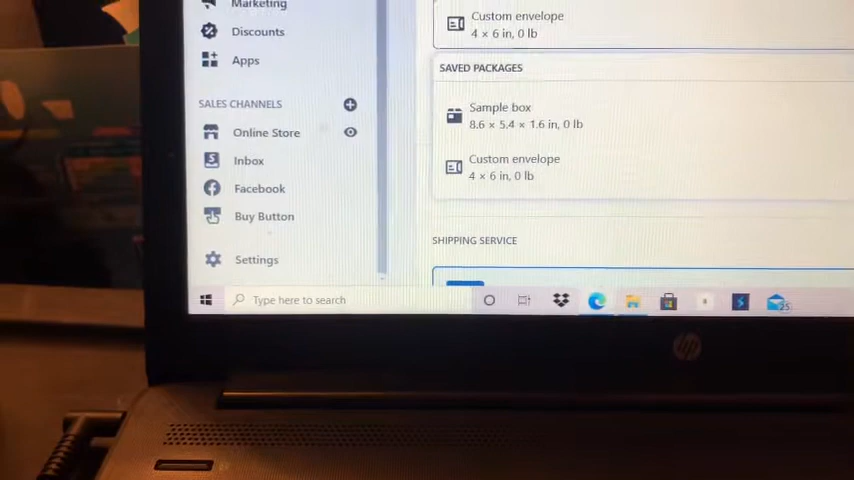 Marketing
Discounts
Apps
SALES CHANNELS
Online Store
Inbox
Facebook
Buy Button
Settings
Custom envelope
4 × 6 in, 0 lb
SAVED PACKAGES
Sample box
8.6 × 5.4 × 1.6 in, 0 lb
Custom envelope
4 × 6 in, 0 lb
SHIPPING SERVICE
Type here to search
25
hp